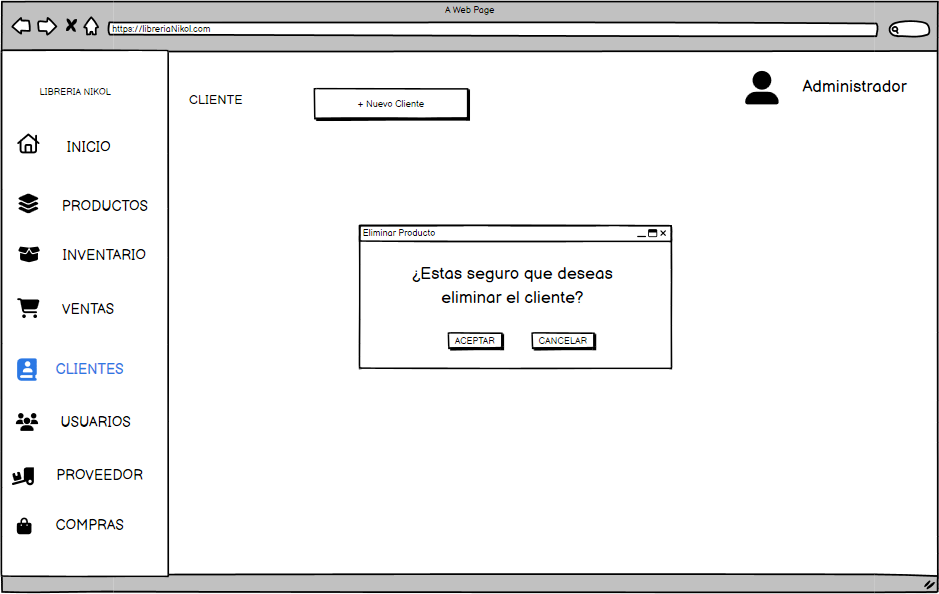 A Web Page
https://libreriaNikol.com
LIBRERIA NIKOL
INICIO
PRODUCTOS
INVENTARIO
VENTAS
CLIENTES
USUARIOS
PROVEEDOR
COMPRAS
CLIENTE
+ Nuevo Cliente
Administrador
Eliminar Producto
¿Estas seguro que deseas
eliminar el cliente?
ACEPTAR
CANCELAR